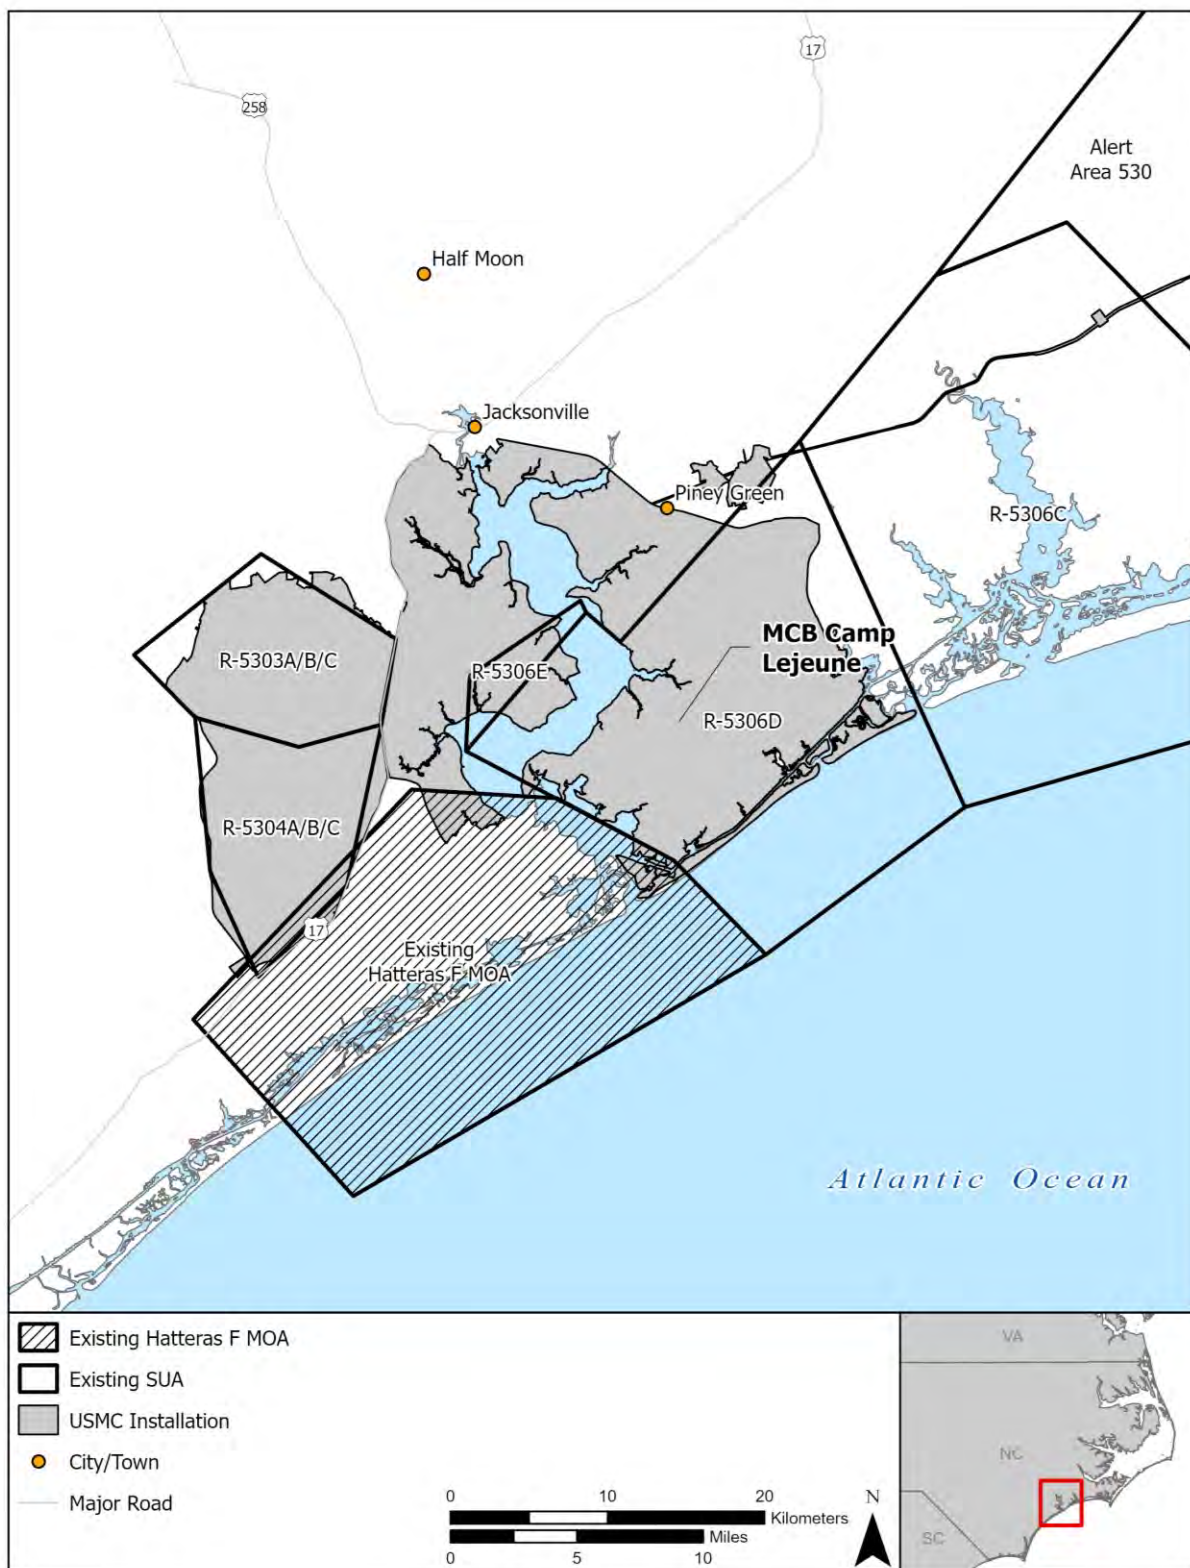 17
258
Alert
Area 530
Half Moon
Jacksonville
Piney Green
R-5306C
MCB Camp
Lejeune
R-5303A/B/C
R-5306E
R-5306D
R-5304A/B/C
17
Existing
Hatteras F MOA
Atlantic Ocean
Existing Hatteras F MOA
Existing SUA
USMC Installation
City/Town
Major Road
0 10 20
Kilometers
Miles
0 5 10
N
VA
NC
SC